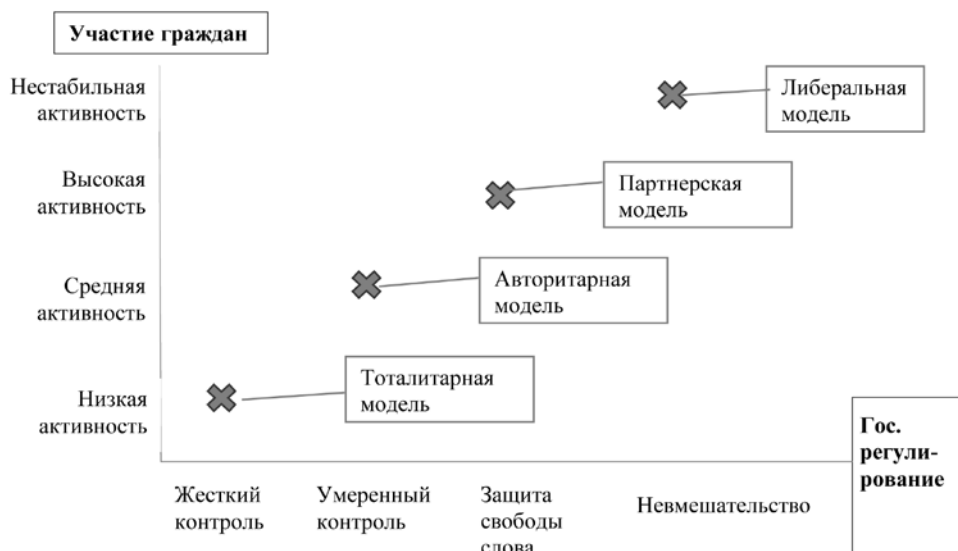 Участие граждан
Нестабильная
активность
Либеральная
модель
Высокая
активность
Партнерская
модель
Средняя
активность
Авторитарная
модель
Низкая
активность
Тоталитарная
модель
Гос.
регули-
рование
Жесткий
контроль
Умеренный
контроль
Защита
свободы
слова
Невмешательство